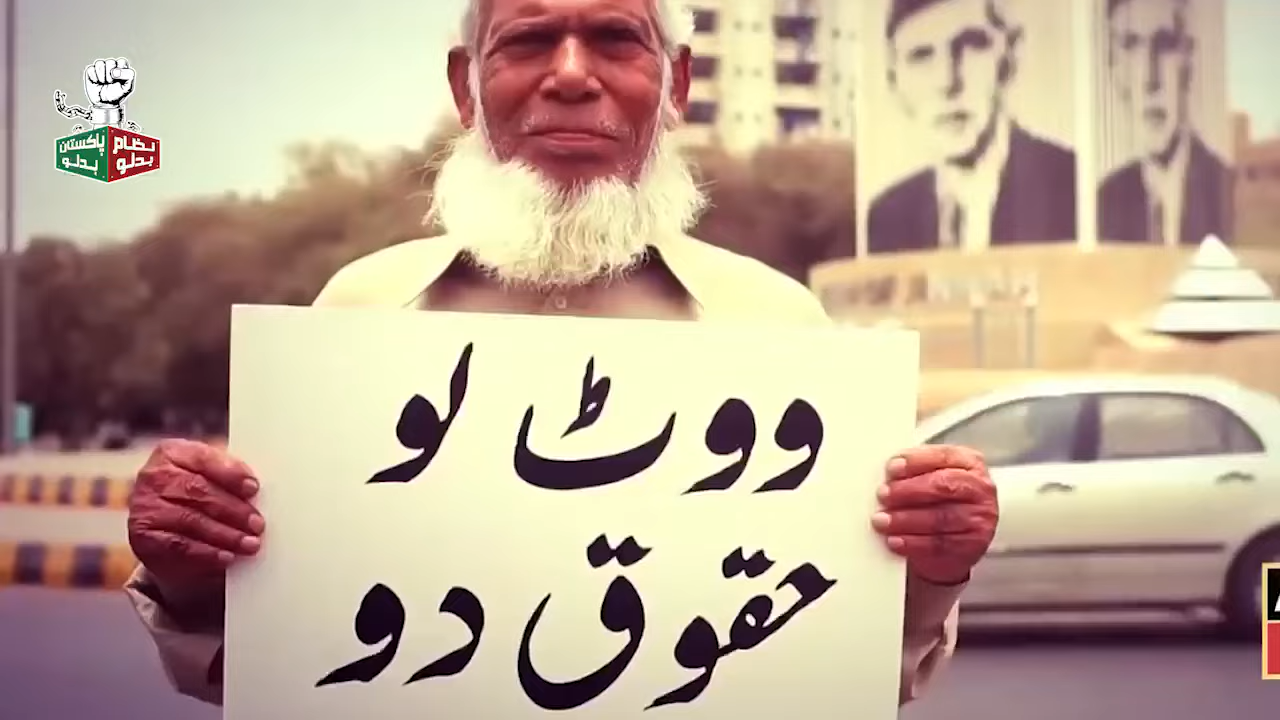 نظام بدلو
پاکستان بدلو
ووٹ لو
حقوق دو